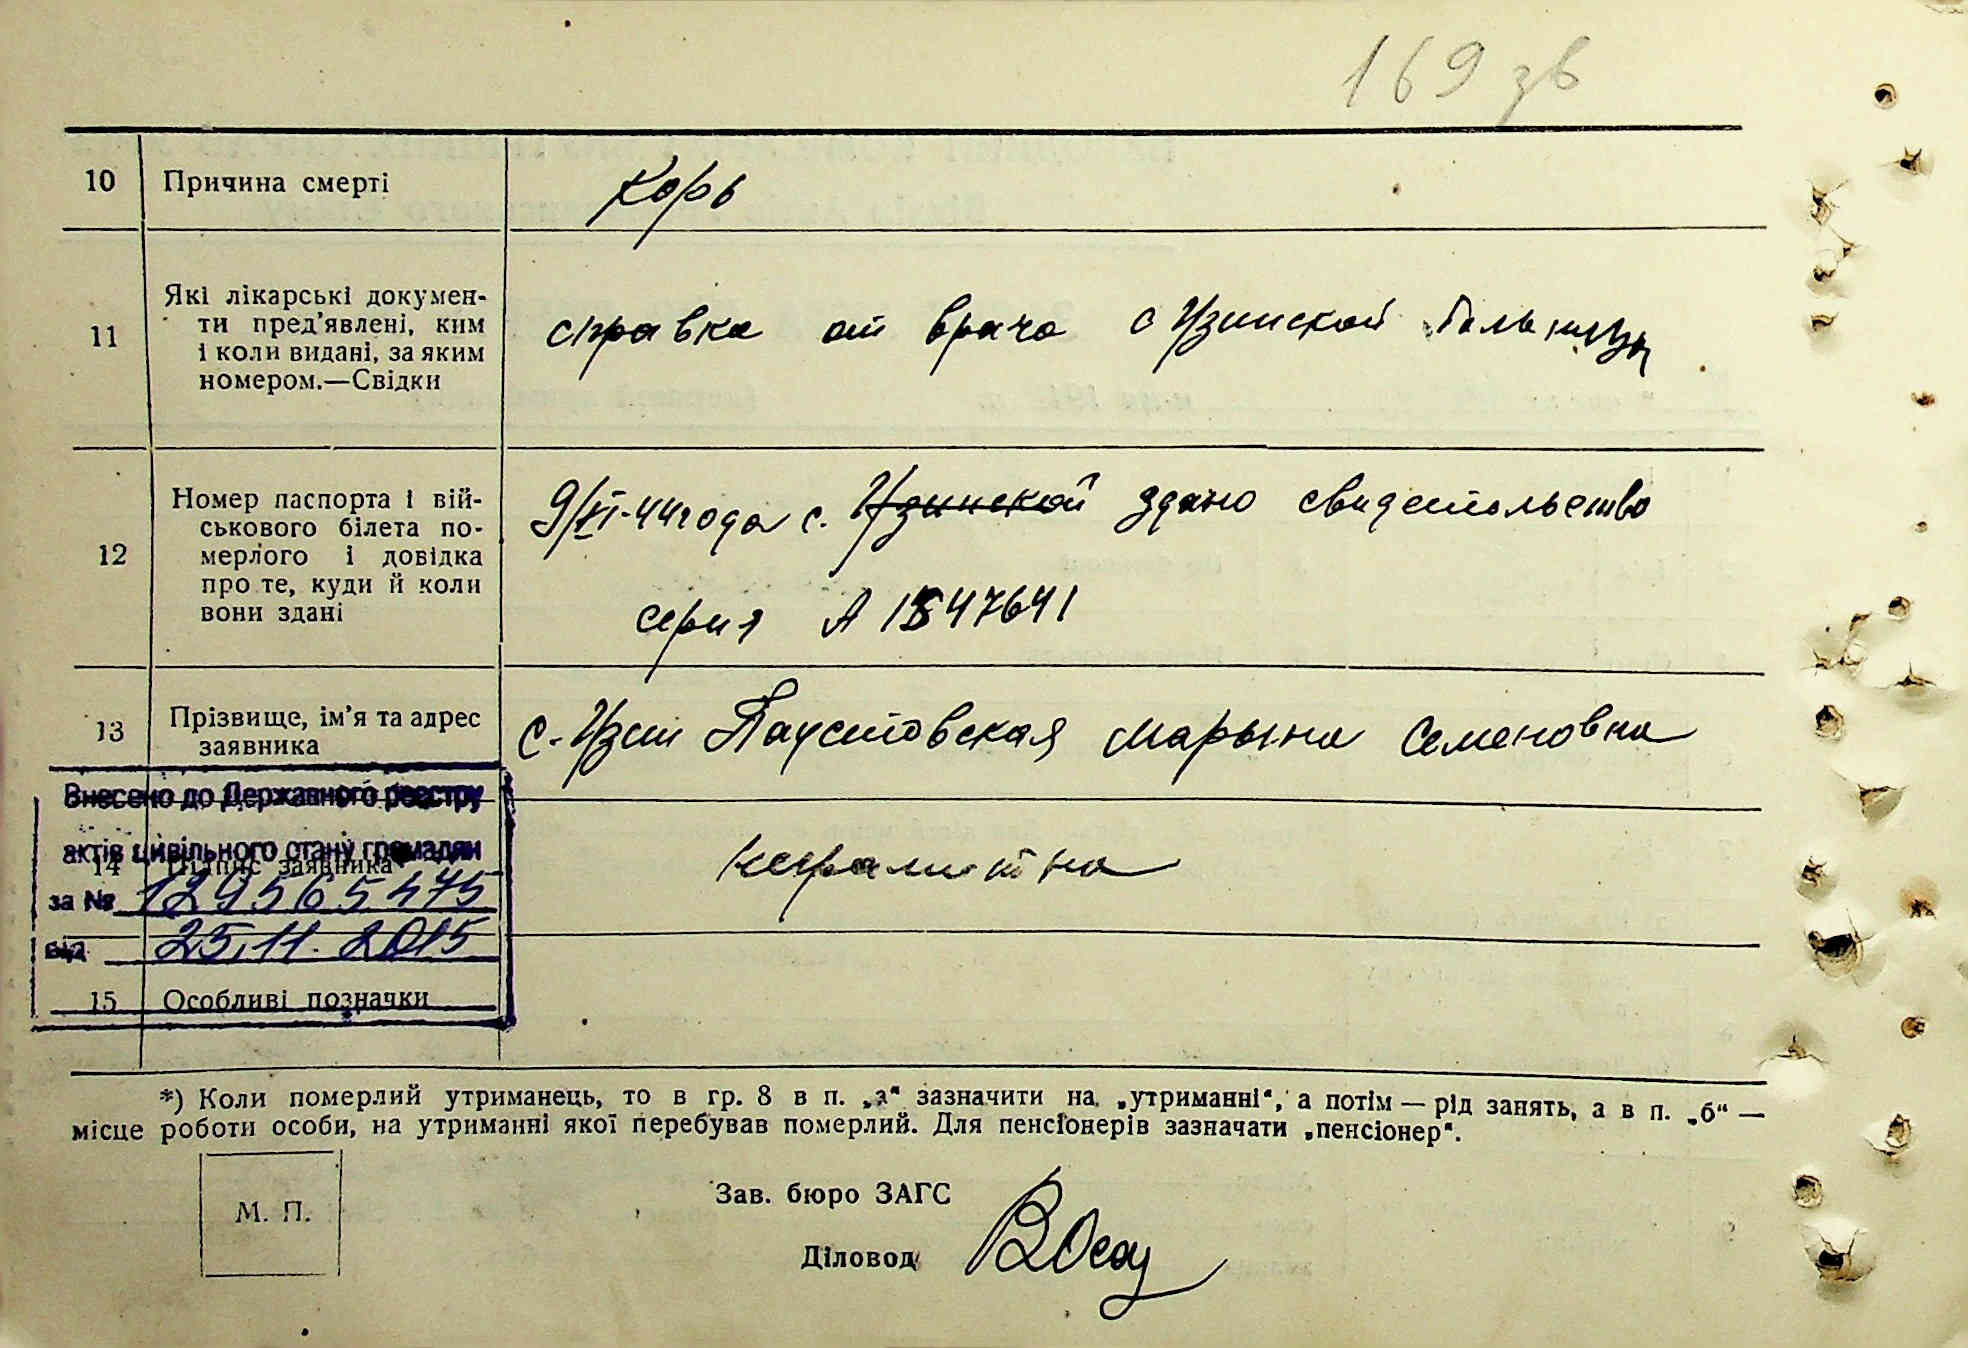 169 зв
10 Причина смерті Корь
11 Які лікарські докумен-
ти пред’явлені, ким
і коли видані, за яким
номером.—Свідки
справка от врача с Узинской больницы
12 Номер паспорта і вій-
ськового білета по-
мерлого і довідка
про те, куди й коли
вони здані
9/VI-44 года с. Узинской здано свидетельство
серия А 1547641
13 Прізвище, ім’я та адрес
заявника
с. Узин Паустовская Марьина Семеновна
Внесено до Державного реєстру
актів цивільного стану громадян
14 Підпис заявника
неграмотна
за № 129565475
від 25.11.2015
15 Особливі позначки
*) Коли померлий утриманець, то в гр. 8 в п. „а“ зазначити на „утриманні“, а потім — рід занять, а в п. „б“ —
місце роботи особи, на утриманні якої перебував померлий. Для пенсіонерів зазначати „пенсіонер“.
М. П.
Зав. бюро ЗАГС
Діловод